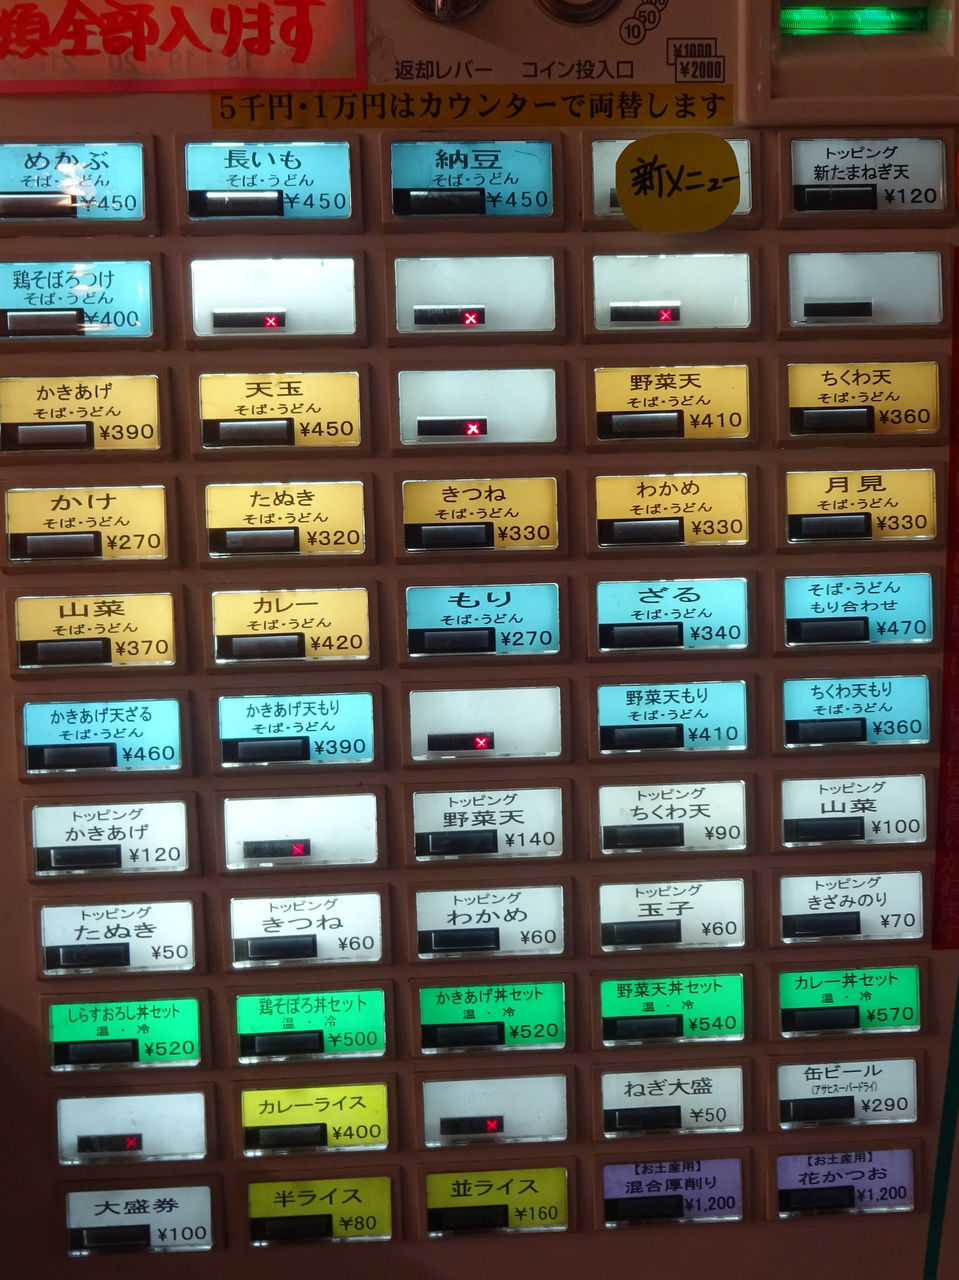 類全部入ります
50
10
¥1000
¥2000
返却レバー コイン投入口
5千円・1万円はカウンターで両替します
めかぶ
そば・うどん
¥450
長いも
そば・うどん
¥450
納豆
そば・うどん
¥450
新メニュー
トッピング
新たまねぎ天
¥120
鶏そぼろつけ
そば・うどん
¥400
かきあげ
そば・うどん
¥390
天玉
そば・うどん
¥450
野菜天
そば・うどん
¥410
ちくわ天
そば・うどん
¥360
かけ
そば・うどん
¥270
たぬき
そば・うどん
¥320
きつね
そば・うどん
¥330
わかめ
そば・うどん
¥330
月見
そば・うどん
¥330
山菜
そば・うどん
¥370
カレー
そば・うどん
¥420
もり
そば・うどん
¥270
ざる
そば・うどん
¥340
そば・うどん
もり合わせ
¥470
かきあげ天ざる
そば・うどん
¥460
かきあげ天もり
そば・うどん
¥390
野菜天もり
そば・うどん
¥410
ちくわ天もり
そば・うどん
¥360
トッピング
かきあげ
¥120
トッピング
野菜天
¥140
トッピング
ちくわ天
¥90
トッピング
山菜
¥100
トッピング
たぬき
¥50
トッピング
きつね
¥60
トッピング
わかめ
¥60
トッピング
玉子
¥60
トッピング
きざみのり
¥70
しらすおろし丼セット
温・冷
¥520
鶏そぼろ丼セット
温・冷
¥500
かきあげ丼セット
温・冷
¥520
野菜天丼セット
温・冷
¥540
カレー丼セット
温・冷
¥570
カレーライス
¥400
ねぎ大盛
¥50
缶ビール
(アサヒスーパードライ)
¥290
大盛券
¥100
半ライス
¥80
並ライス
¥160
【お土産用】
混合厚削り
¥1,200
【お土産用】
花かつお
¥1,200